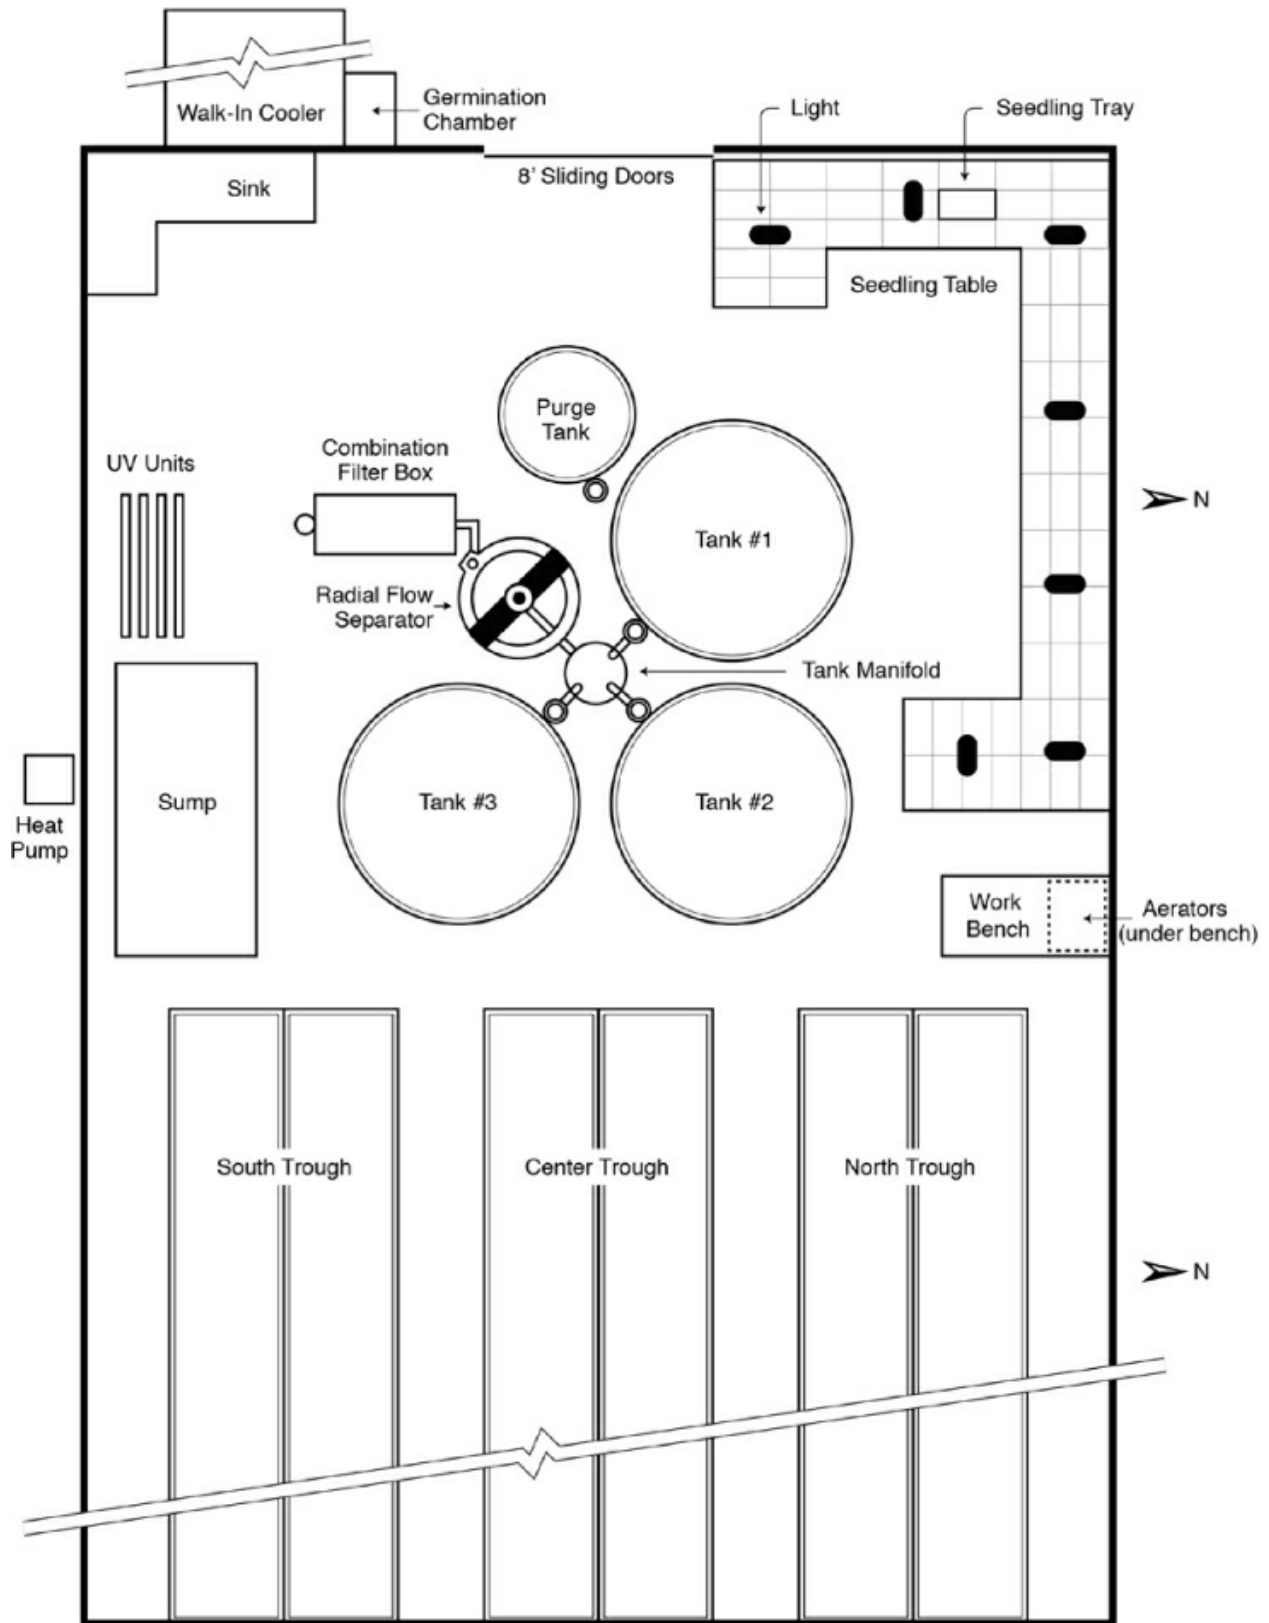 Walk-In Cooler
Germination
Chamber
Light
Seedling Tray
8' Sliding Doors
Sink
Seedling Table
Purge
Tank
Combination
Filter Box
UV Units
N
Tank #1
Radial Flow
Separator
Tank Manifold
Sump
Tank #3
Tank #2
Heat
Pump
Work
Bench
Aerators
(under bench)
South Trough
Center Trough
North Trough
N